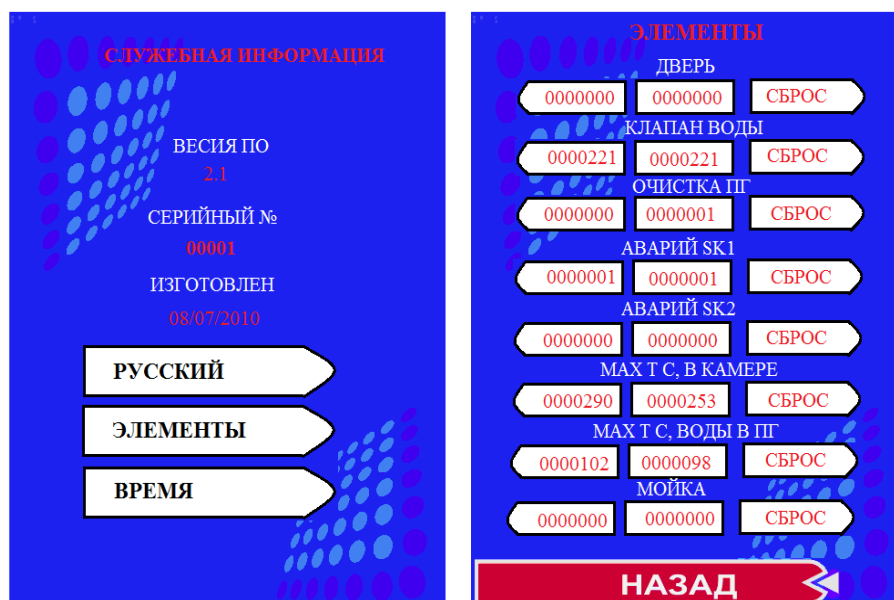 СЛУЖЕБНАЯ ИНФОРМАЦИЯ
ВЕСИЯ ПО
2.1
СЕРИЙНЫЙ №
00001
ИЗГОТОВЛЕН
08/07/2010
РУССКИЙ
ЭЛЕМЕНТЫ
ВРЕМЯ
ЭЛЕМЕНТЫ
ДВЕРЬ
0000000 0000000 СБРОС
КЛАПАН ВОДЫ
0000221 0000221 СБРОС
ОЧИСТКА ПГ
0000000 0000001 СБРОС
АВАРИЙ SK1
0000001 0000001 СБРОС
АВАРИЙ SK2
0000000 0000000 СБРОС
МАХ Т С, В КАМЕРЕ
0000290 0000253 СБРОС
МАХ Т С, ВОДЫ В ПГ
0000102 0000098 СБРОС
МОЙКА
0000000 0000000 СБРОС
НАЗАД